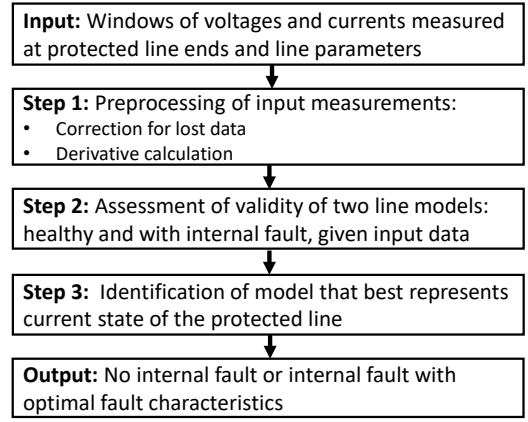 Input: Windows of voltages and currents measured
at protected line ends and line parameters
Step 1: Preprocessing of input measurements:
• Correction for lost data
• Derivative calculation
Step 2: Assessment of validity of two line models:
healthy and with internal fault, given input data
Step 3: Identification of model that best represents
current state of the protected line
Output: No internal fault or internal fault with
optimal fault characteristics